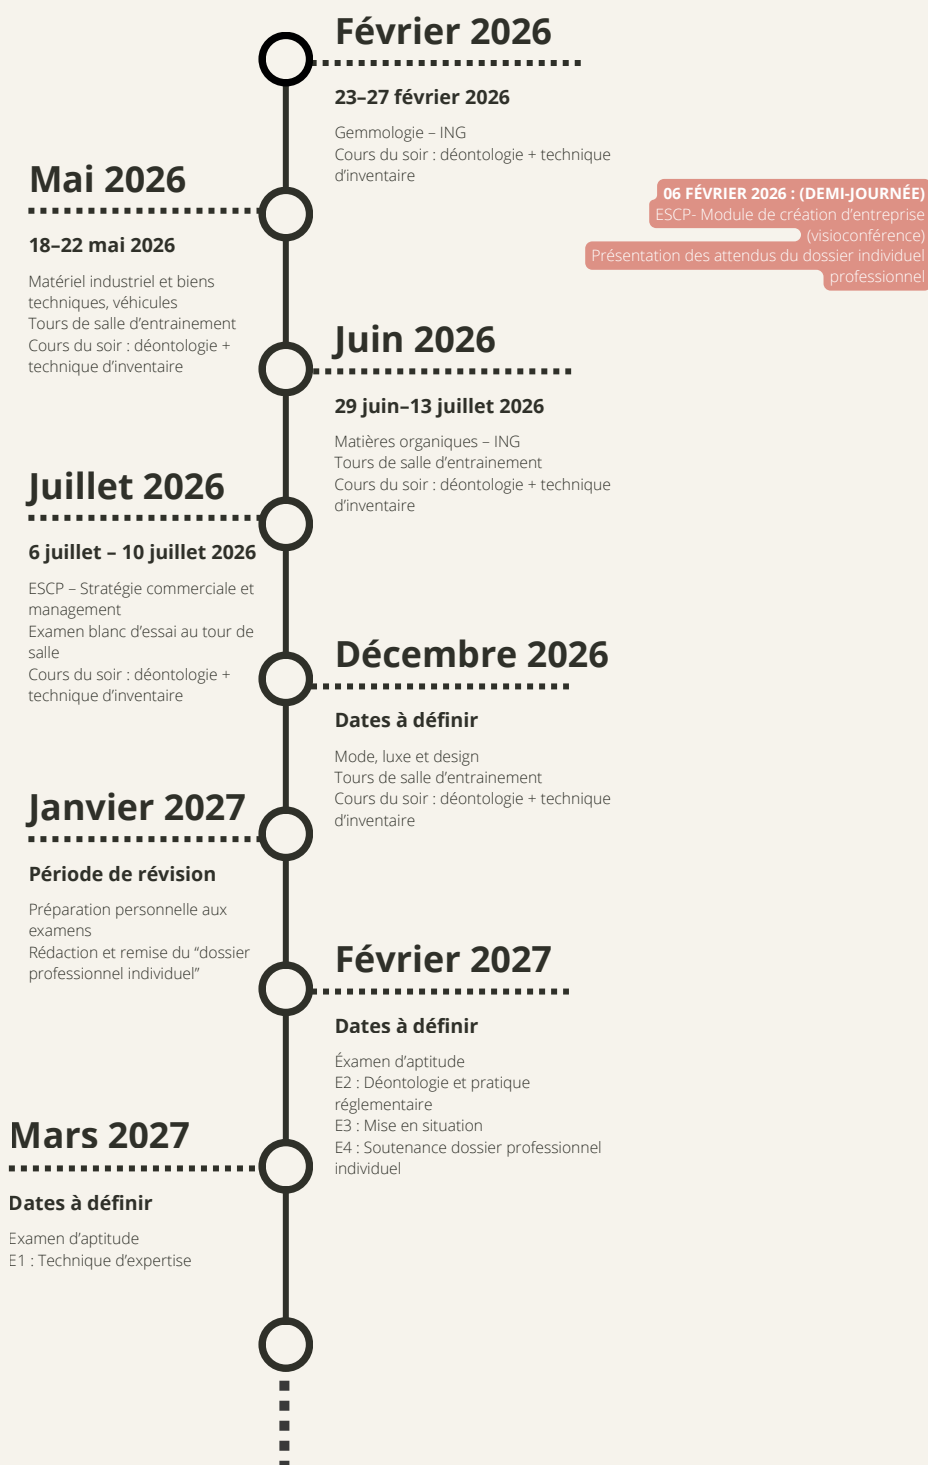 Février 2026
23–27 février 2026
Gemmologie – ING
Cours du soir : déontologie + technique
d’inventaire
06 FÉVRIER 2026 : (DEMI-JOURNÉE)
ESCP- Module de création d’entreprise
(visioconférence)
Présentation des attendus du dossier individuel
professionnel
Mai 2026
18–22 mai 2026
Matériel industriel et biens
techniques, véhicules
Tours de salle d’entrainement
Cours du soir : déontologie +
technique d’inventaire
Juin 2026
29 juin–13 juillet 2026
Matières organiques – ING
Tours de salle d’entrainement
Cours du soir : déontologie + technique
d’inventaire
Juillet 2026
6 juillet – 10 juillet 2026
ESCP – Stratégie commerciale et
management
Examen blanc d’essai au tour de
salle
Cours du soir : déontologie +
technique d’inventaire
Décembre 2026
Dates à définir
Mode, luxe et design
Tours de salle d’entrainement
Cours du soir : déontologie + technique
d’inventaire
Janvier 2027
Période de révision
Préparation personnelle aux
examens
Rédaction et remise du “dossier
professionnel individuel”
Février 2027
Dates à définir
Éxamen d’aptitude
E2 : Déontologie et pratique
réglementaire
E3 : Mise en situation
E4 : Soutenance dossier professionnel
individuel
Mars 2027
Dates à définir
Examen d’aptitude
E1 : Technique d’expertise